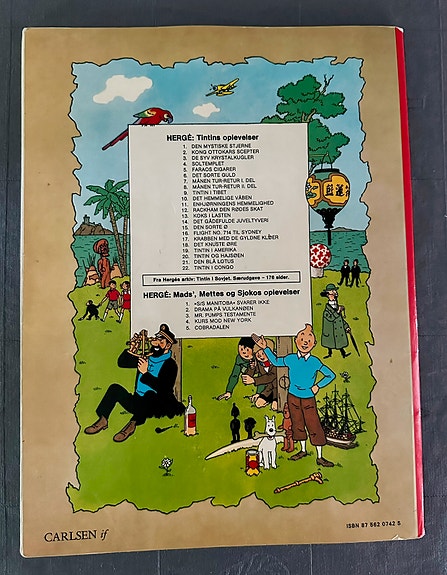 HERGÉ: Tintins oplevelser
1. DEN MYSTISKE STJERNE
2. KONG OTTOKARS SCEPTER
3. DE SYV KRYSTALKUGLER
4. SOLTEMPLET
5. FARAOS CIGARER
6. DET SORTE GULD
7. MÅNEN TUR-RETUR I. DEL
8. MÅNEN TUR-RETUR II. DEL
9. TINTIN I TIBET
10. DET HEMMELIGE VÅBEN
11. ENHJØRNINGENS HEMMELIGHED
12. RACKHAM DEN RØDES SKAT
13. KOKS I LASTEN
14. DET GÅDEFULDE JUVELTYVERI
15. DEN SORTE Ø
16. FLIGHT NO. 714 TIL SYDNEY
17. KRABBEN MED DE GYLDNE KLØER
18. DET KNUSTE ØRE
19. TINTIN I AMERIKA
20. TINTIN OG HAJSØEN
21. DEN BLÅ LOTUS
22. TINTIN I CONGO
Fra Hergés arkiv: Tintin i Sovjet. Særudgave – 176 sider.
HERGÉ: Mads', Mettes og Sjokos oplevelser
1. »S/S MANITOBA« SVARER IKKE
2. DRAMA PÅ VULKANØEN
3. MR. PUMPS TESTAMENTE
4. KURS MOD NEW YORK
5. COBRADALEN
CARLSEN if
ISBN 87 562 0742 5